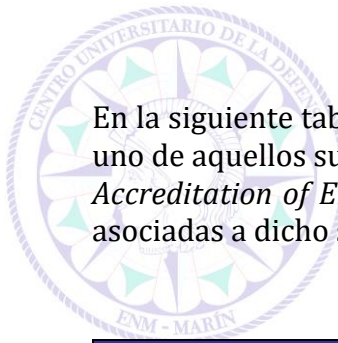 CENTRO UNIVERSITARIO DE LA DEFENSA
En la siguiente tab
uno de aquellos su
Accreditation of E
asociadas a dicho
ENM - MARÍN